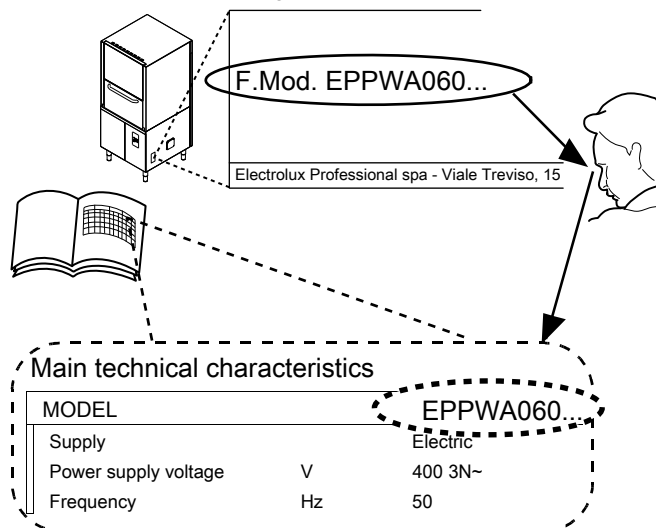 F.Mod. EPPWA060...
Electrolux Professional spa - Viale Treviso, 15
Main technical characteristics
MODEL EPPWA060...
Supply Electric
Power supply voltage V 400 3N~
Frequency Hz 50